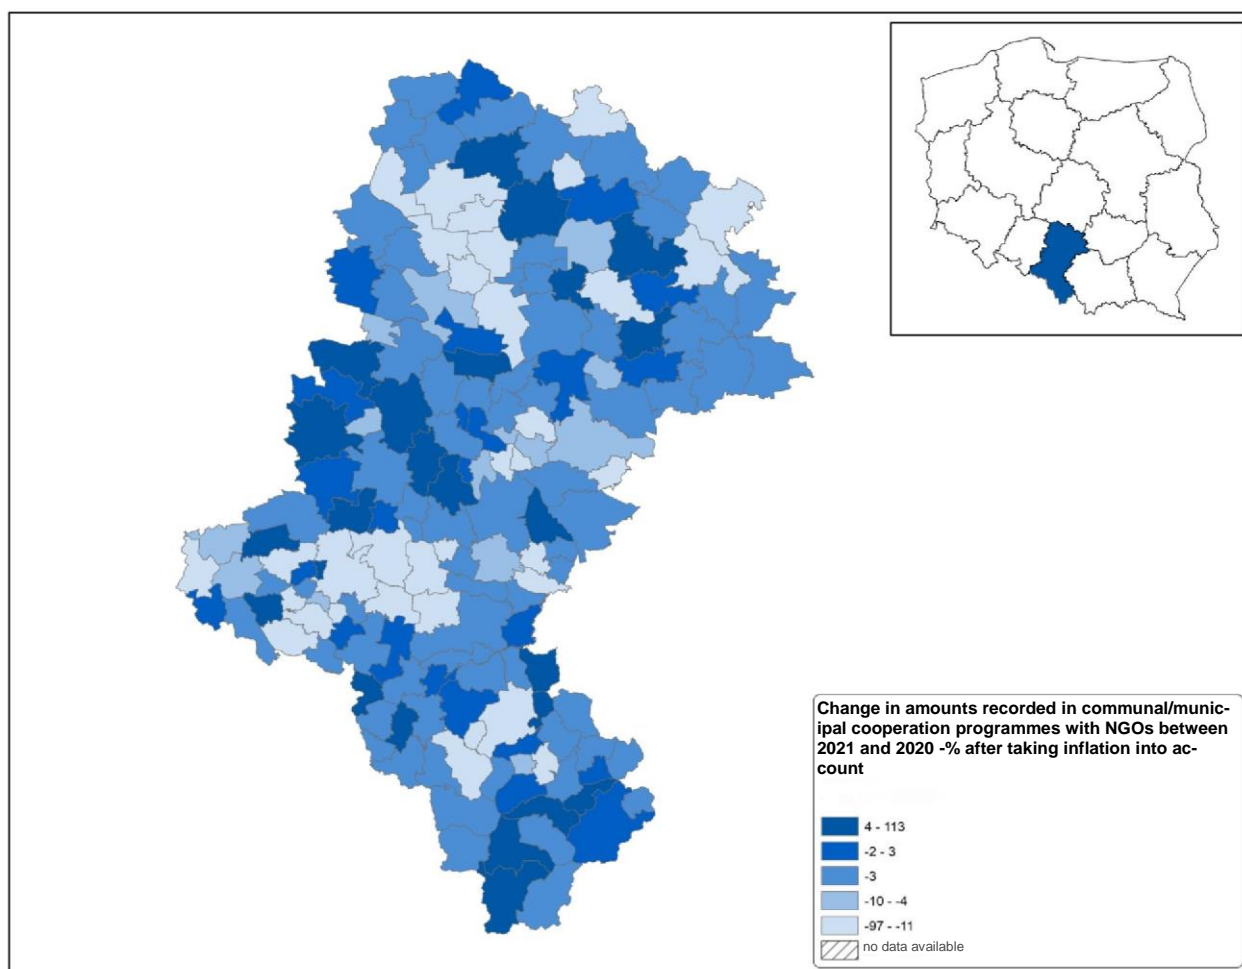 Change in amounts recorded in communal/munic-
ipal cooperation programmes with NGOs between
2021 and 2020 -% after taking inflation into ac-
count
4 - 113
-2 - 3
-3
-10 - -4
-97 - -11
no data available